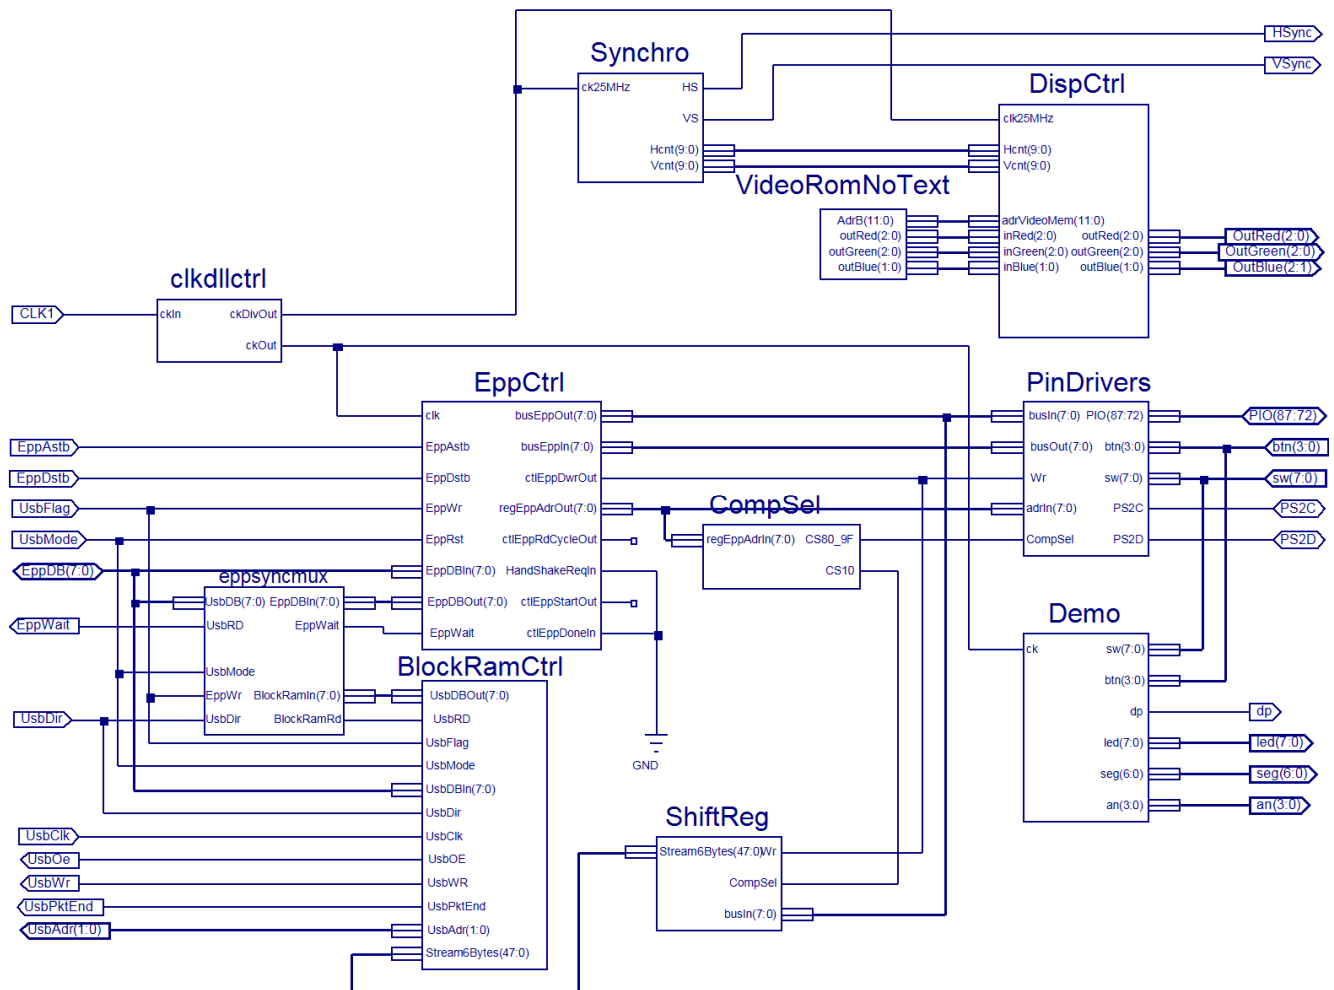 HSync
Synchro
VSync
DispCtrl
ck25MHz HS
VS
clk25MHz
Hcnt(9:0)
Vcnt(9:0)
Hcnt(9:0)
Vcnt(9:0)
VideoRomNoText
AdrB(11:0)
outRed(2:0)
outGreen(2:0)
outBlue(1:0)
adrVideoMem(11:0)
inRed(2:0) outRed(2:0)
inGreen(2:0) outGreen(2:0)
inBlue(1:0) outBlue(1:0)
OutRed(2:0)
OutGreen(2:0)
OutBlue(2:1)
clkdllctrl
CLK1
ckIn ckDivOut
ckOut
EppCtrl
clk busEppOut(7:0)
EppAstb busEppIn(7:0)
EppDstb ctlEppDwrOut
EppWr regEppAdrOut(7:0)
EppRst ctlEppRdCycleOut
EppDBIn(7:0) HandShakeReqIn
EppDBOut(7:0) ctlEppStartOut
EppWait ctlEppDoneIn
PinDrivers
busIn(7:0) PIO(87:72)
busOut(7:0) btn(3:0)
Wr sw(7:0)
adrIn(7:0) PS2C
CompSel PS2D
PIO(87:72)
btn(3:0)
sw(7:0)
PS2C
PS2D
EppAstb
EppDstb
UsbFlag
UsbMode
EppDB(7:0)
EppWait
UsbDir
CompSel
regEppAdrIn(7:0) CS80_9F
CS10
eppsyncmux
UsbDB(7:0) EppDBIn(7:0)
UsbRD EppWait
UsbMode
EppWr BlockRamIn(7:0)
UsbDir BlockRamRd
Demo
ck sw(7:0)
btn(3:0)
dp
led(7:0)
seg(6:0)
an(3:0)
dp
led(7:0)
seg(6:0)
an(3:0)
BlockRamCtrl
UsbDBOut(7:0)
UsbRD
UsbFlag
UsbMode
UsbDBIn(7:0)
UsbDir
UsbClk
UsbOE
UsbWR
UsbPktEnd
UsbAdr(1:0)
Stream6Bytes(47:0)
GND
UsbClk
UsbOe
UsbWr
UsbPktEnd
UsbAdr(1:0)
ShiftReg
Stream6Bytes(47:0) Wr
CompSel
busIn(7:0)